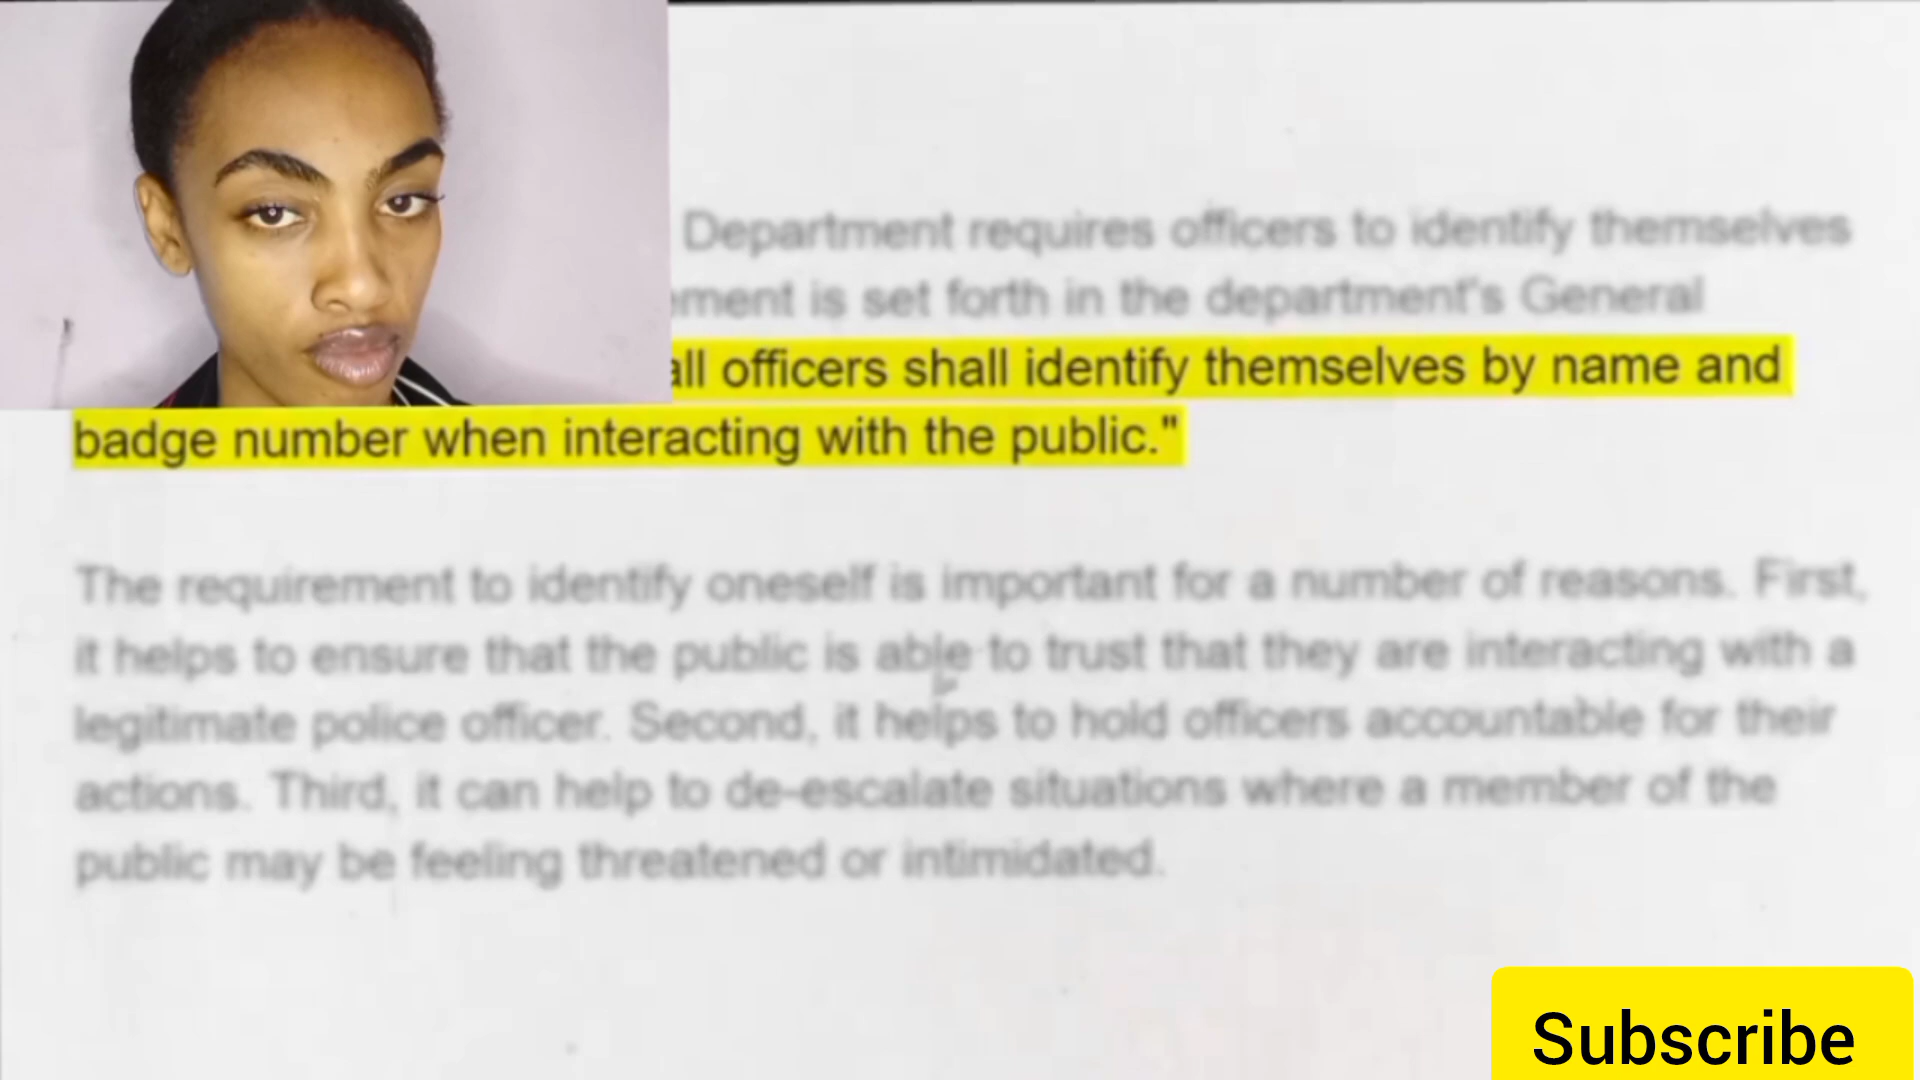 Department requires officers to identify themselves
ement is set forth in the department's General
all officers shall identify themselves by name and
badge number when interacting with the public."
The requirement to identify oneself is important for a number of reasons. First,
it helps to ensure that the public is able to trust that they are interacting with a
legitimate police officer. Second, it helps to hold officers accountable for their
actions. Third, it can help to de-escalate situations where a member of the
public may be feeling threatened or intimidated.
Subscribe